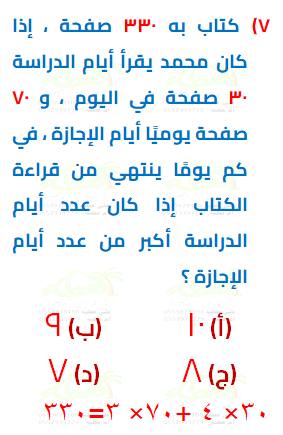 ٧) كتاب به ٣٣٠ صفحة ، إذا
كان محمد يقرأ أيام الدراسة
٣٠ صفحة في اليوم ، و ٧٠
صفحة يوميًا أيام الإجازة ، في
كم يومًا ينتهي من قراءة
الكتاب إذا كان عدد أيام
الدراسة أكبر من عدد أيام
الإجازة ؟
(أ) ١٠ (ب) ٩
(ج) ٨ (د) ٧
٣٠× ٤ +٧٠× ٣=٣٣٠